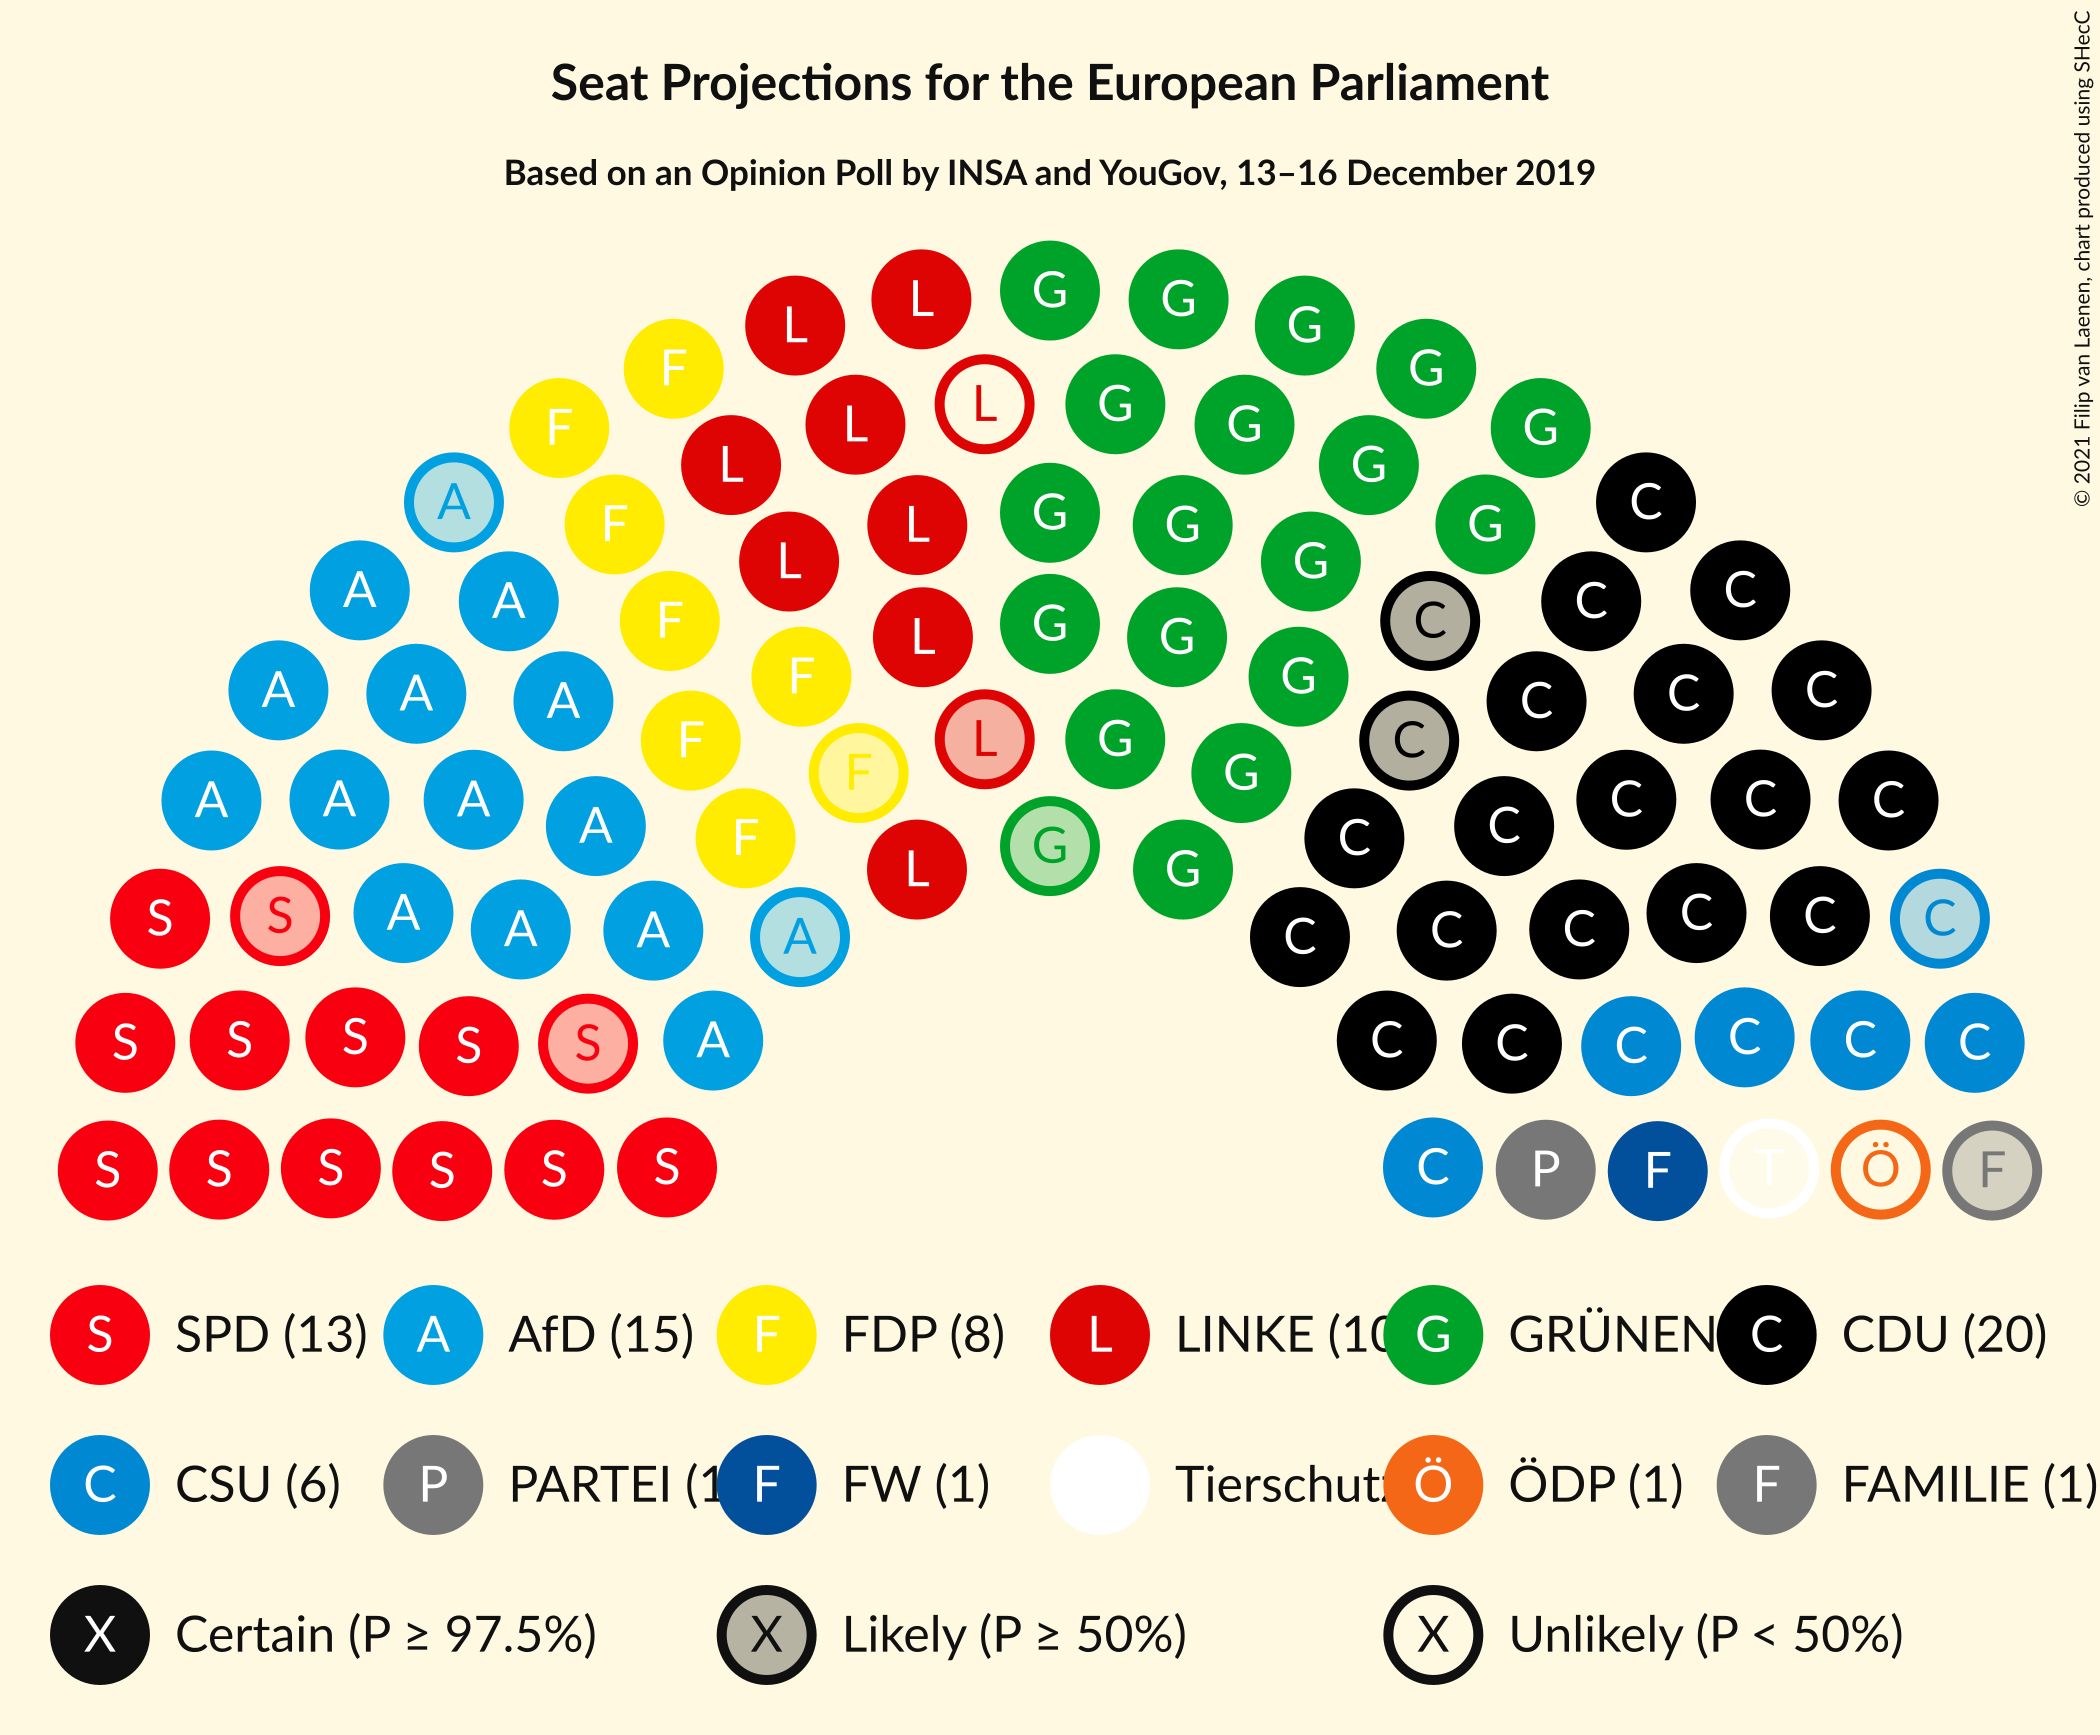 Seat Projections for the European Parliament
Based on an Opinion Poll by INSA and YouGov, 13–16 December 2019
© 2021 Filip van Laenen, chart produced using SHecC
L L G G G
F L L G G
F L G G G G
A F L L G G G C
A A F L G G G C C
A A A F F L G G G C C C C
A A A A F F L G G C C C C C C
S S A A A A L G G C C C C C C C
S S S S S A C C C C C C
S S S S S S C P F T Ö F
S SPD (13) A AfD (15) F FDP (8) L LINKE (10 G GRÜNEN C CDU (20)
C CSU (6) P PARTEI (1 F FW (1) Tierschutz Ö ÖDP (1) F FAMILIE (1)
X Certain (P ≥ 97.5%) X Likely (P ≥ 50%) X Unlikely (P < 50%)